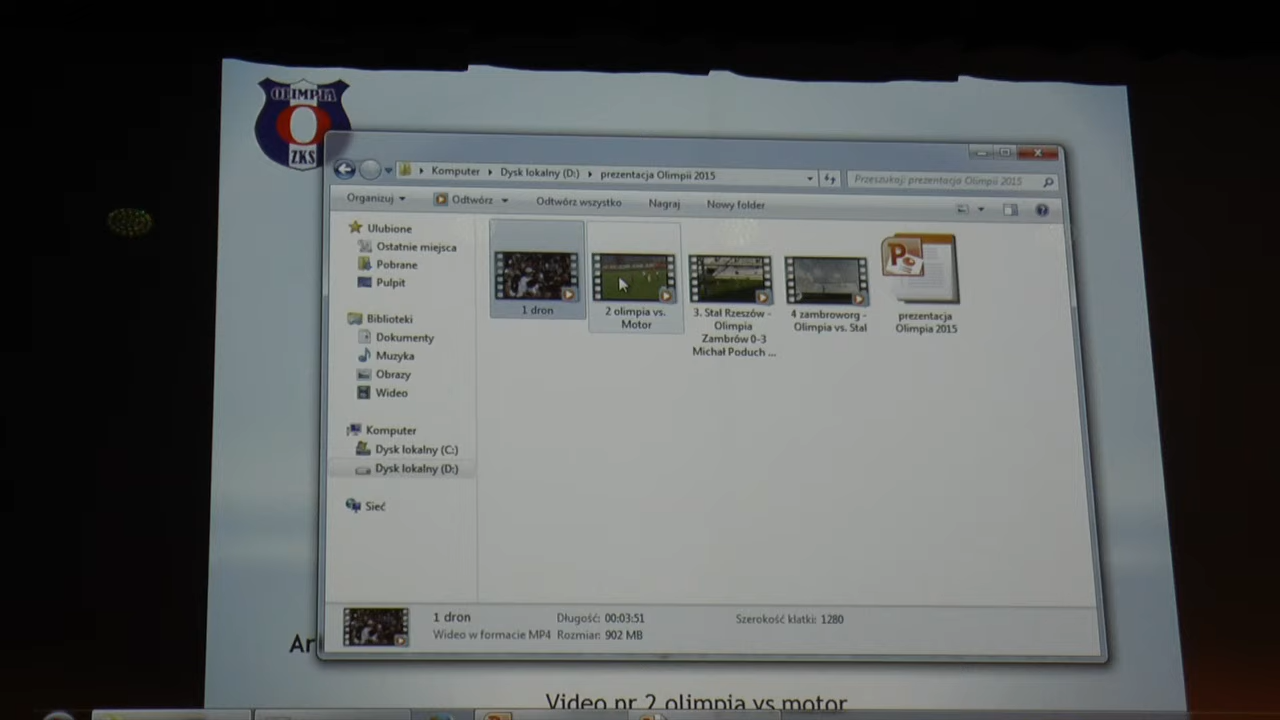 OLIMPIA
ZKS
Komputer
Dysk lokalny (D:)
prezentacja Olimpii 2015
Przeszukaj: prezentacja Olimpii 2015
Organizuj
Odtwórz
Odtwórz wszystko
Nagraj
Nowy folder
Ulubione
Ostatnie miejsca
Pobrane
Pulpit
Biblioteki
Dokumenty
Muzyka
Obrazy
Wideo
Komputer
Dysk lokalny (C:)
Dysk lokalny (D:)
Sieć
1 dron
2 olimpia vs.
Motor
3. Stal Rzeszów -
Olimpia
Zambrów 0-3
Michał Poduch ...
4 zambroworg -
Olimpia vs. Stal
prezentacja
Olimpia 2015
1 dron
Długość: 00:03:51
Szerokość klatki: 1280
Wideo w formacie MP4
Rozmiar: 902 MB
Ar
Video nr 2 olimpia vs motor